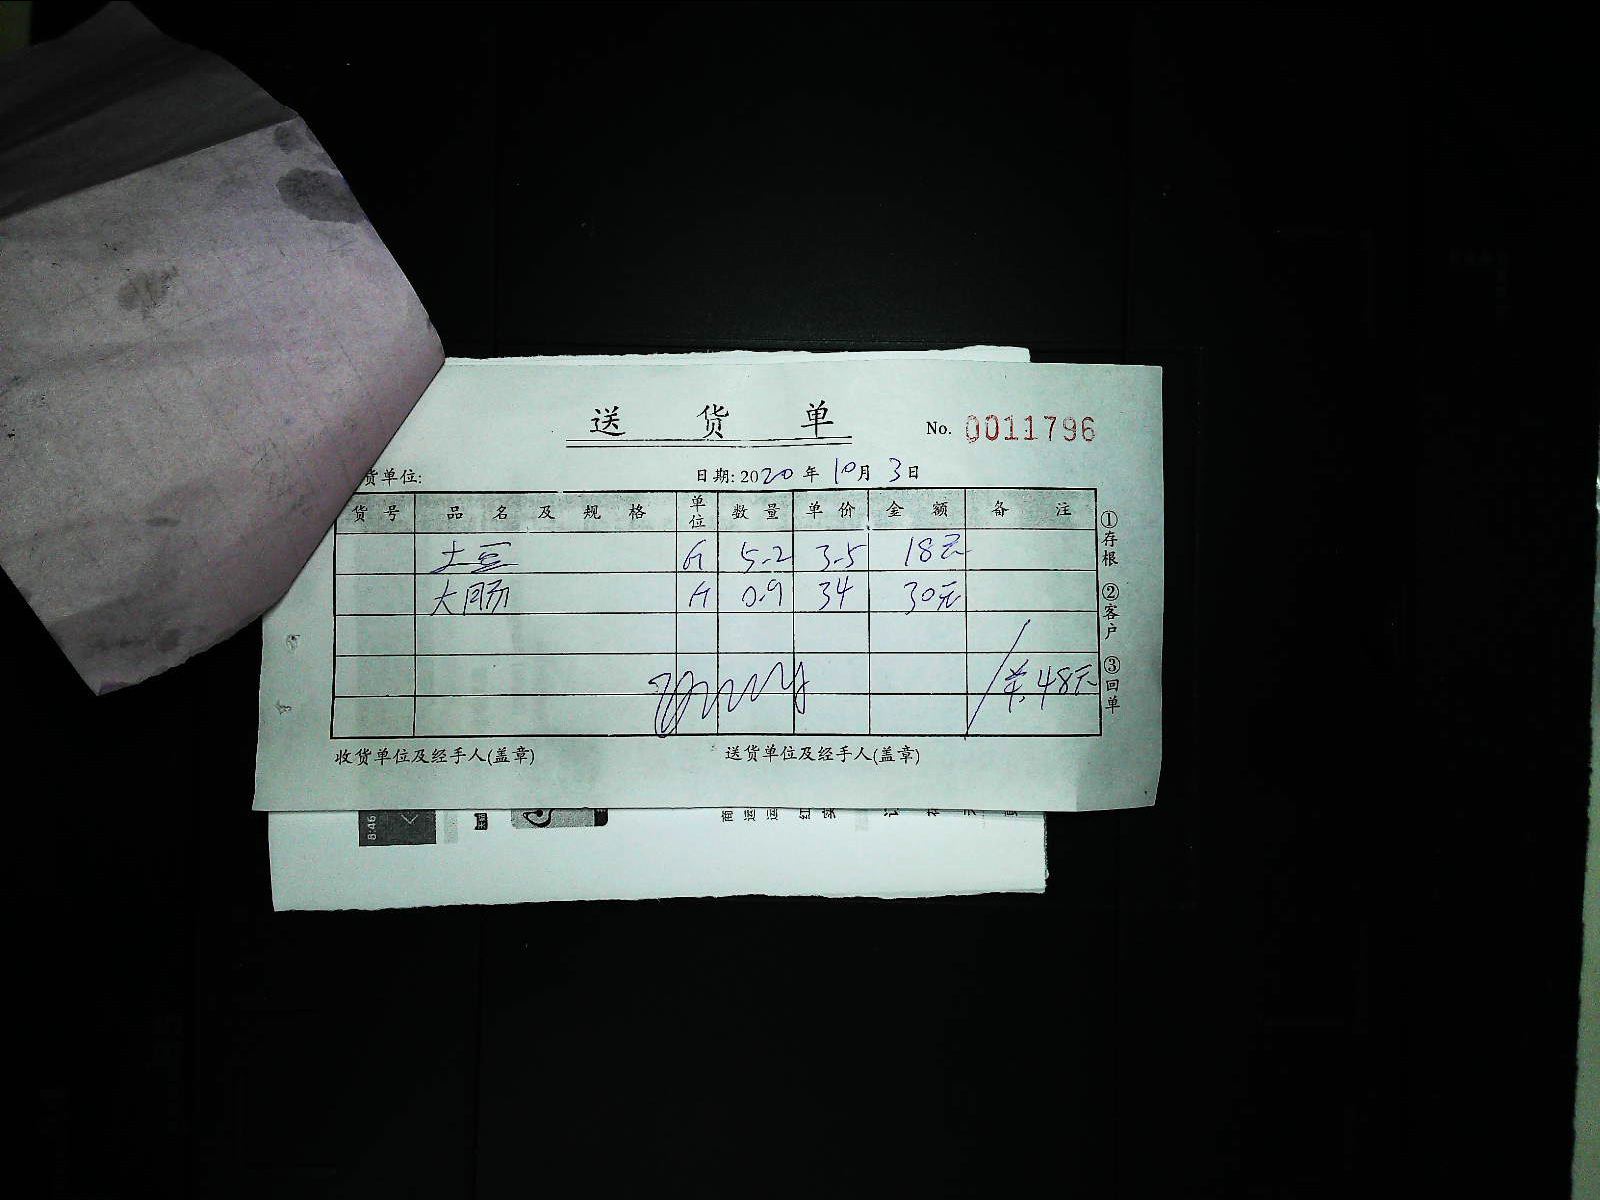 送 货 单
No. 0011796
货单位: 日期: 2020 年 10月 3日
货 号 品 名 及 规 格 单位 数 量 单 价 金 额 备 注
土豆 斤 5.2 3.5 18元
大肠 斤 0.9 34 30元
共48元
①存根 ②客户 ③回单
收货单位及经手人(盖章) 送货单位及经手人(盖章)
8:46